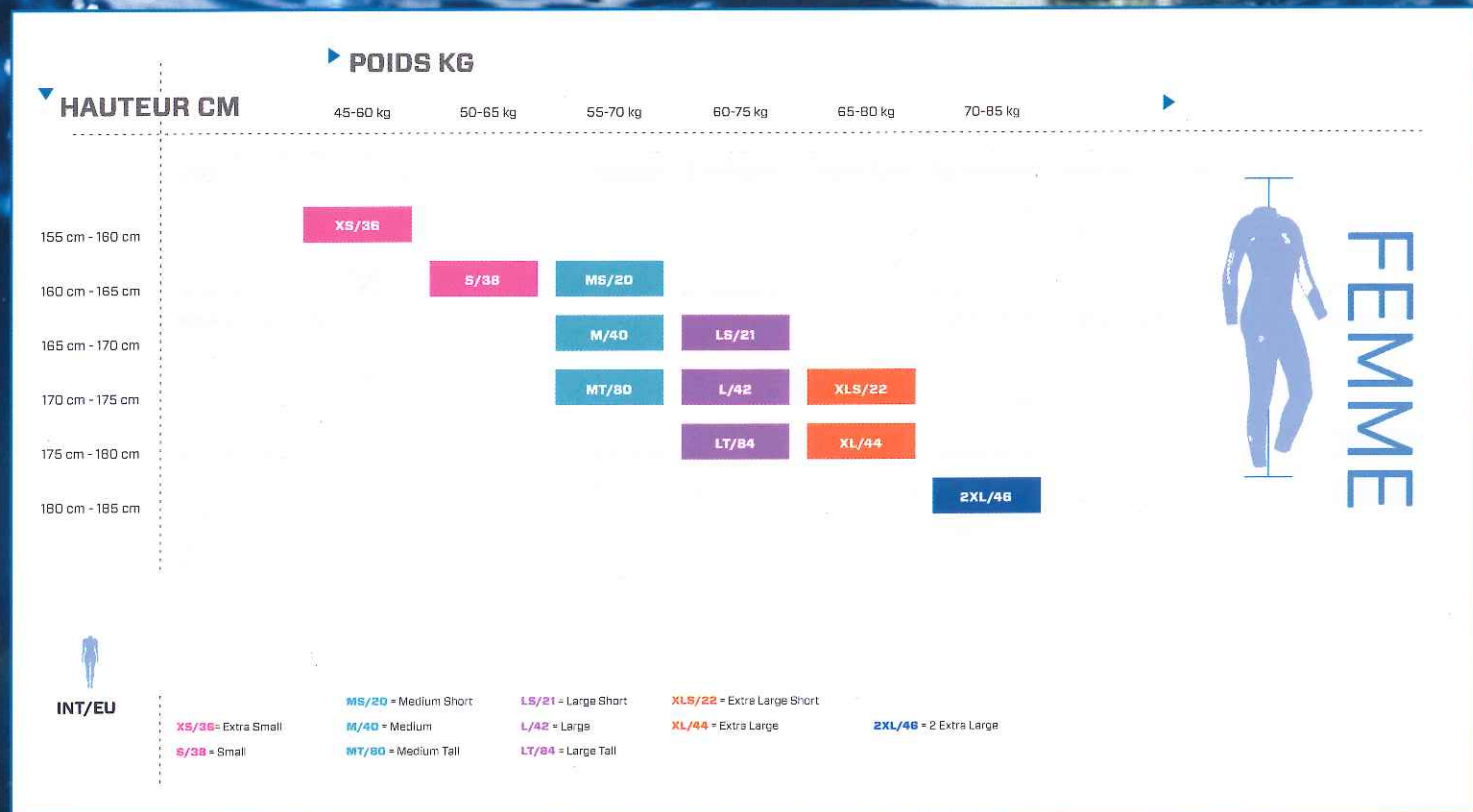 POIDS KG
HAUTEUR CM
45-60 kg 50-65 kg 55-70 kg 60-75 kg 65-80 kg 70-85 kg
XS/36
155 cm - 160 cm
S/38 MS/20
160 cm - 165 cm
M/40 LS/21
165 cm - 170 cm
MT/80 L/42 XLS/22
170 cm - 175 cm
LT/84 XL/44
175 cm - 180 cm
2XL/46
180 cm - 185 cm
FEMME
INT/EU
MS/20 = Medium Short LS/21 = Large Short XLS/22 = Extra Large Short
XS/36= Extra Small M/40 = Medium L/42 = Large XL/44 = Extra Large 2XL/46 = 2 Extra Large
S/38 = Small MT/80 = Medium Tall LT/84 = Large Tall